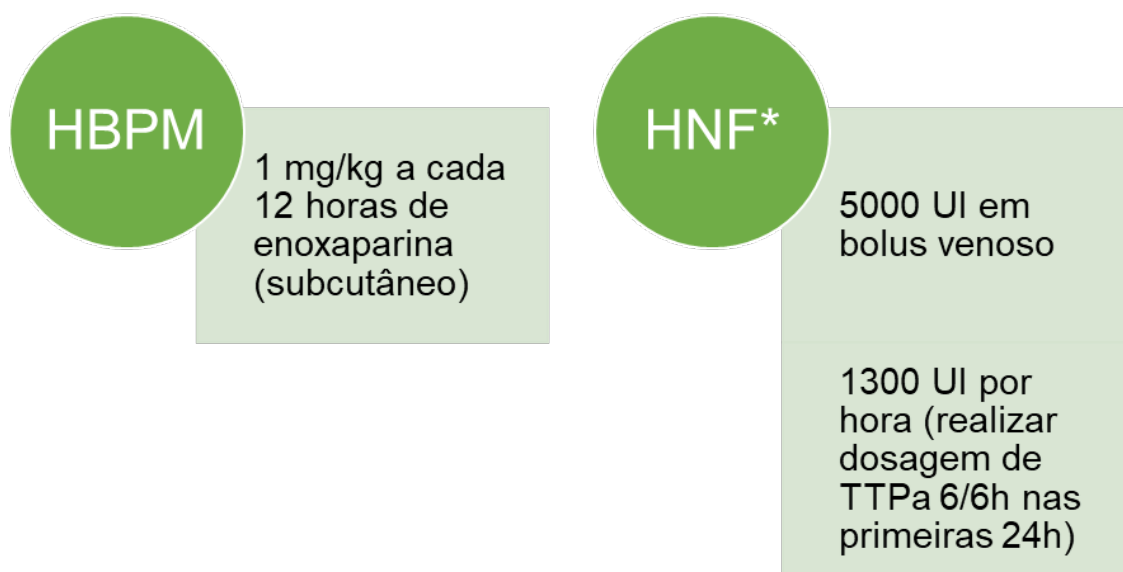 HBPM
1 mg/kg a cada
12 horas de
enoxaparina
(subcutâneo)
HNF*
5000 UI em
bolus venoso
1300 UI por
hora (realizar
dosagem de
TTPa 6/6h nas
primeiras 24h)